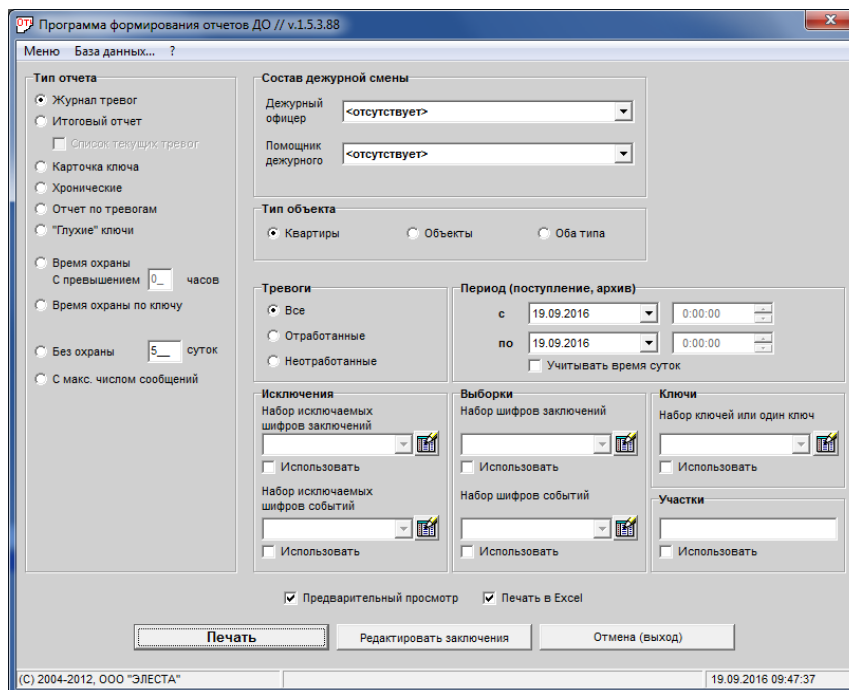 Программа формирования отчетов ДО // v.1.5.3.88
Меню База данных... ?
Тип отчета
Журнал тревог
Итоговый отчет
Список текущих тревог
Карточка ключа
Хронические
Отчет по тревогам
"Глухие" ключи
Время охраны
С превышением 0_ часов
Время охраны по ключу
Без охраны 5__ суток
С макс. числом сообщений
Состав дежурной смены
Дежурный
офицер
<отсутствует>
Помощник
дежурного
<отсутствует>
Тип объекта
Квартиры Объекты Оба типа
Тревоги
Все
Отработанные
Неотработанные
Период (поступление, архив)
с 19.09.2016 0:00:00
по 19.09.2016 0:00:00
Учитывать время суток
Исключения
Набор исключаемых
шифров заключений
Использовать
Набор исключаемых
шифров событий
Использовать
Выборки
Набор шифров заключений
Использовать
Набор шифров событий
Использовать
Ключи
Набор ключей или один ключ
Использовать
Участки
Использовать
Предварительный просмотр Печать в Excel
Печать Редактировать заключения Отмена (выход)
(C) 2004-2012, ООО "ЭЛЕСТА" 19.09.2016 09:47:37